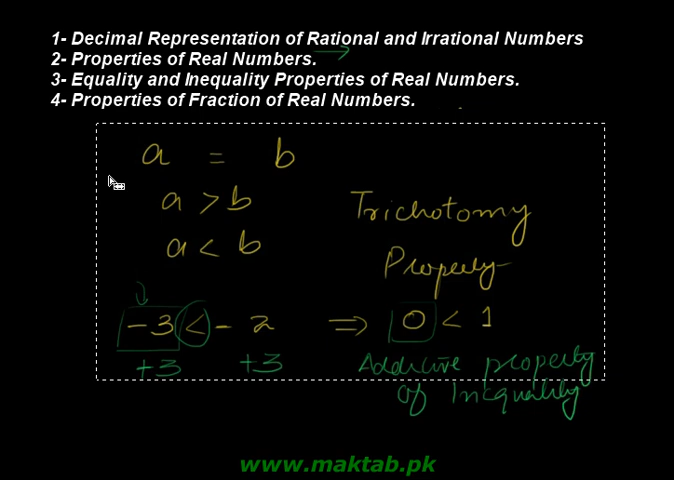 1- Decimal Representation of Rational and Irrational Numbers
2- Properties of Real Numbers.
3- Equality and Inequality Properties of Real Numbers.
4- Properties of Fraction of Real Numbers.
a = b
a > b
a < b
Trichotomy
Property
-3 < - 2 ⇒ 0 < 1
+3 +3
Additive property
of Inequality
www.maktab.pk